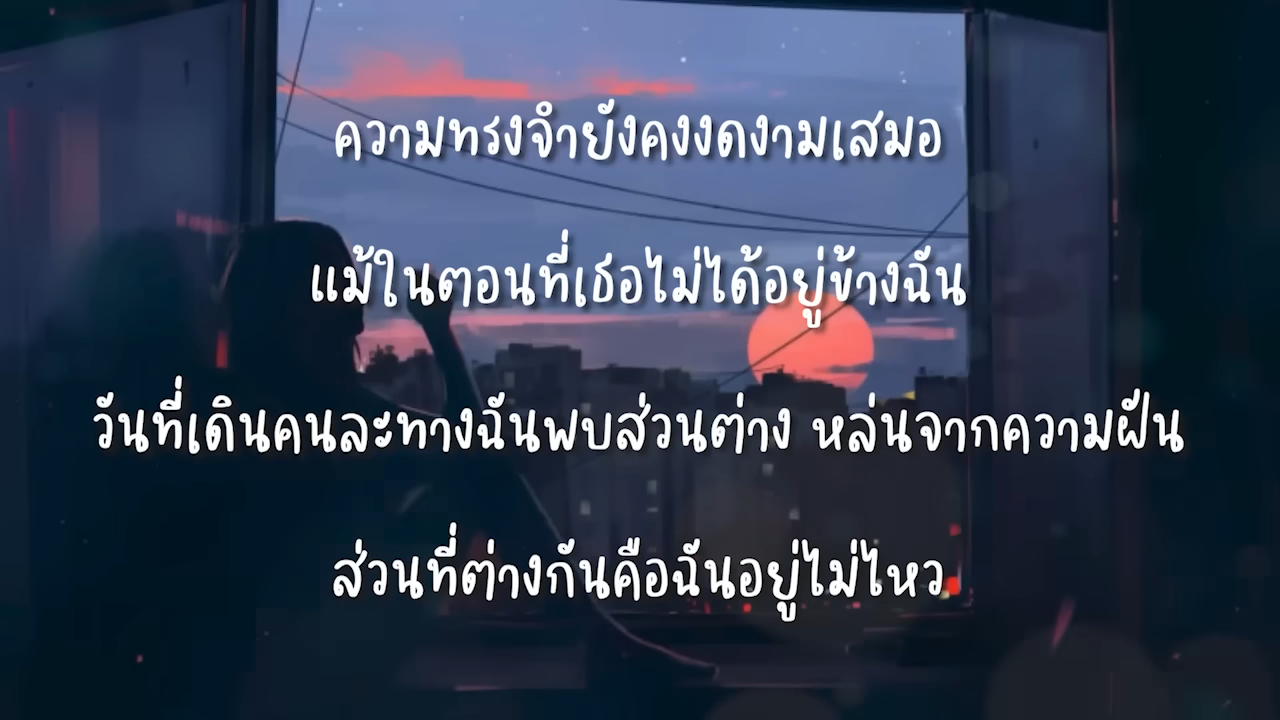 ความทรงจำยังคงงดงามเสมอ
แม้ในตอนที่เธอไม่ได้อยู่ข้างฉัน
วันที่เดินคนละทางฉันพบส่วนต่าง หล่นจากความฝัน
ส่วนที่ต่างกันคือฉันอยู่ไม่ไหว